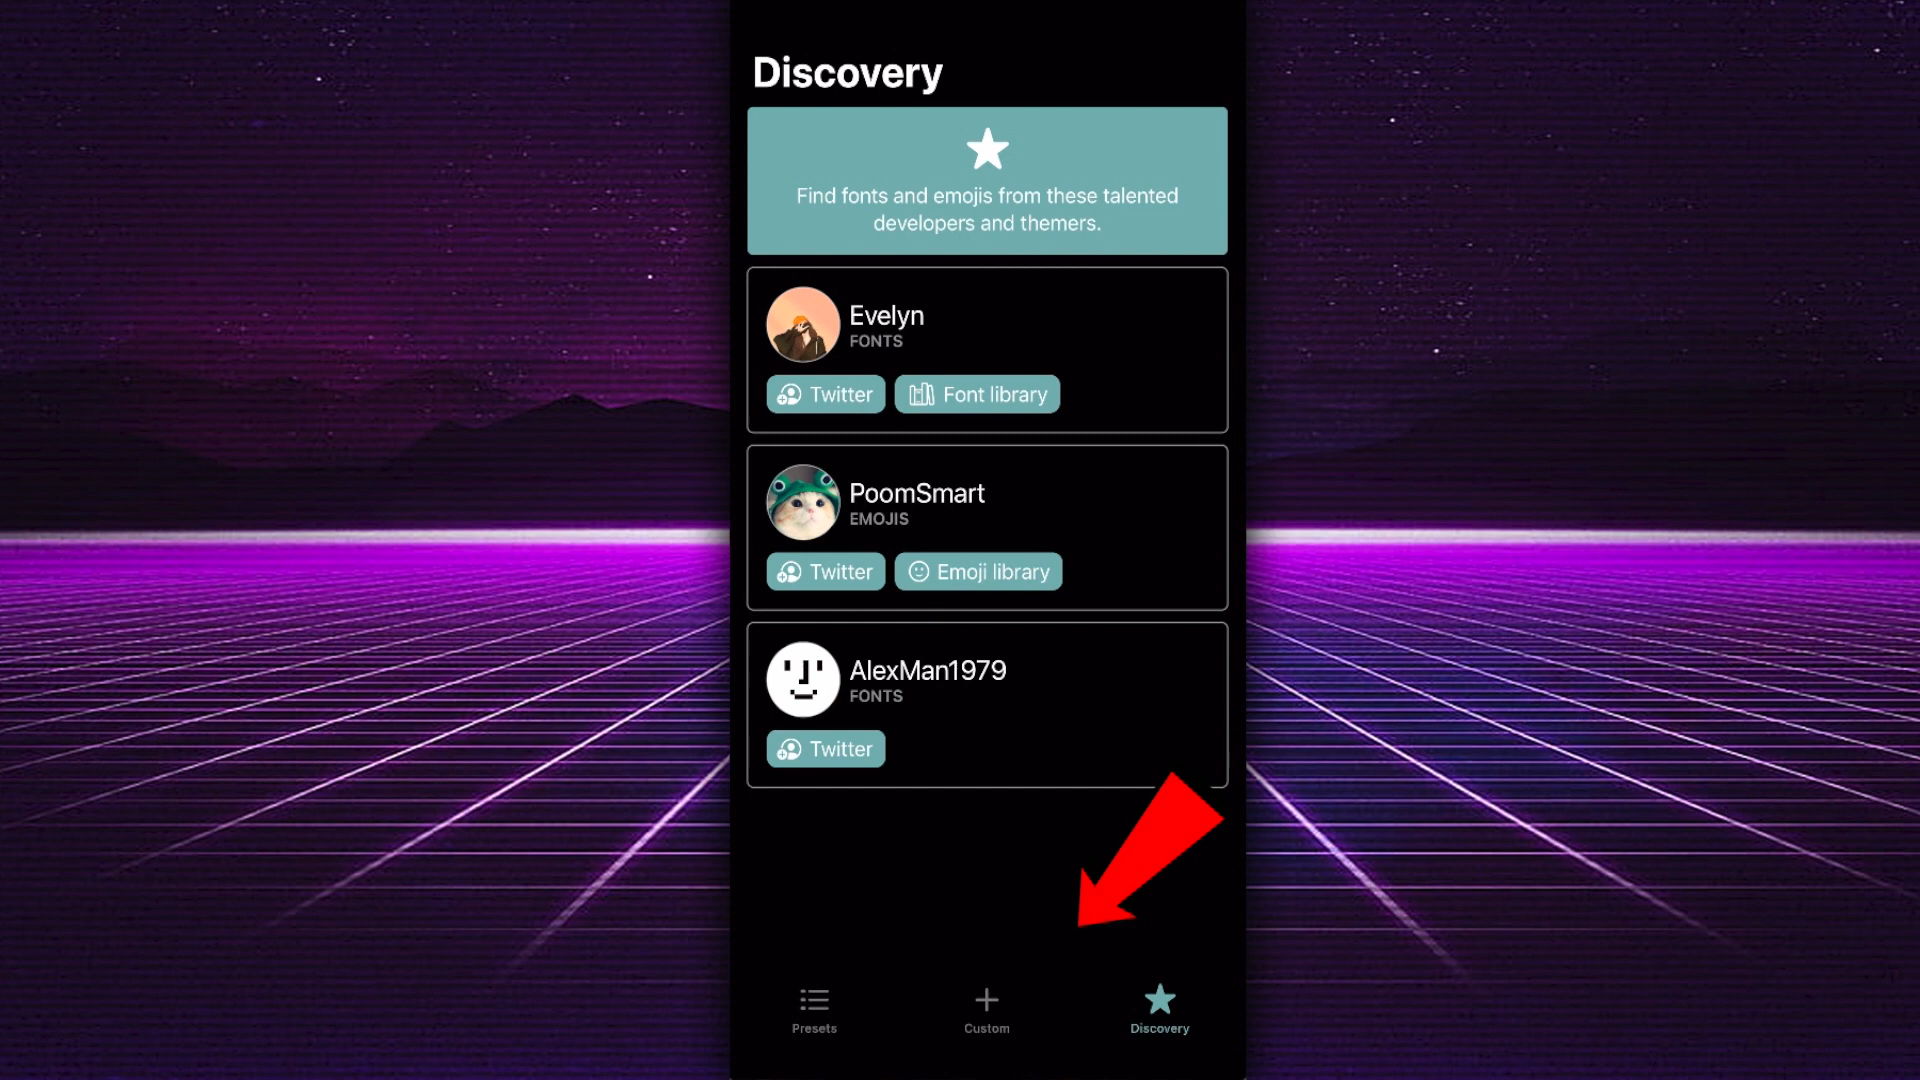 Discovery
Find fonts and emojis from these talented
developers and themers.
Evelyn
FONTS
Twitter
Font library
PoomSmart
EMOJIS
Twitter
Emoji library
AlexMan1979
FONTS
Twitter
Presets
Custom
Discovery